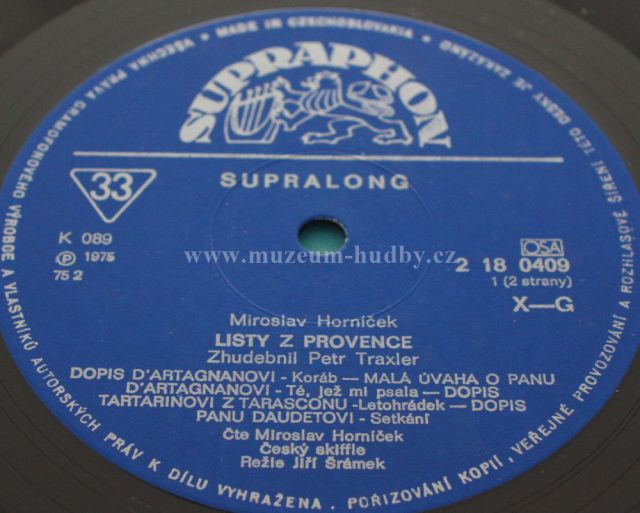 SUPRAPHON
SUPRALONG
33
K 089
℗ 1975
75 2
OSA
2 18 0409
1 (2 strany)
X—G
www.muzeum-hudby.cz
Miroslav Horníček
LISTY Z PROVENCE
Zhudebnil Petr Traxler
DOPIS D'ARTAGNANOVI - Koráb — MALÁ ÚVAHA O PANU
D'ARTAGNANOVI - Té, jež mi psala — DOPIS
TARTARINOVI Z TARASCONU - Letohrádek — DOPIS
PANU DAUDETOVI - Setkání
čte Miroslav Horníček
Český skiffle
Režie Jiří Šrámek
MADE IN CZECHOSLOVAKIA • VŠECHNA PRÁVA GRAMOFONOVÉHO VÝROBCE A VLASTNÍKŮ AUTORSKÝCH PRÁV K DÍLU VYHRAŽENA . POŘIZOVÁNÍ KOPIÍ , VEŘEJNÉ PROVOZOVÁNÍ A ROZHLASOVÉ ŠÍŘENÍ TÉTO DESKY JE ZAKÁZÁNO